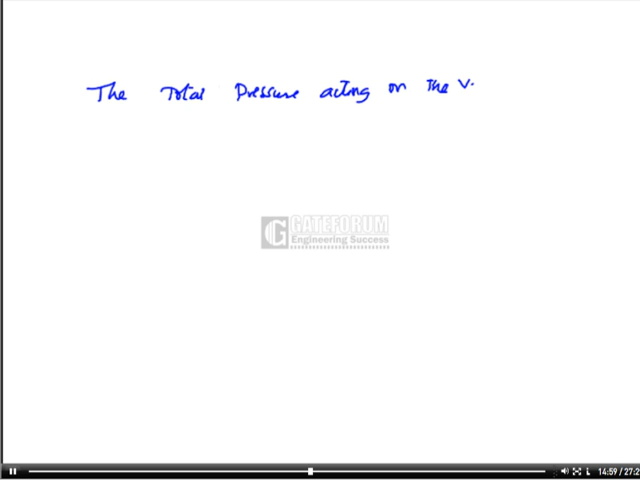 The Total Pressure acting on the V.
GATEFORUM
Engineering Success
14:59 / 27:2